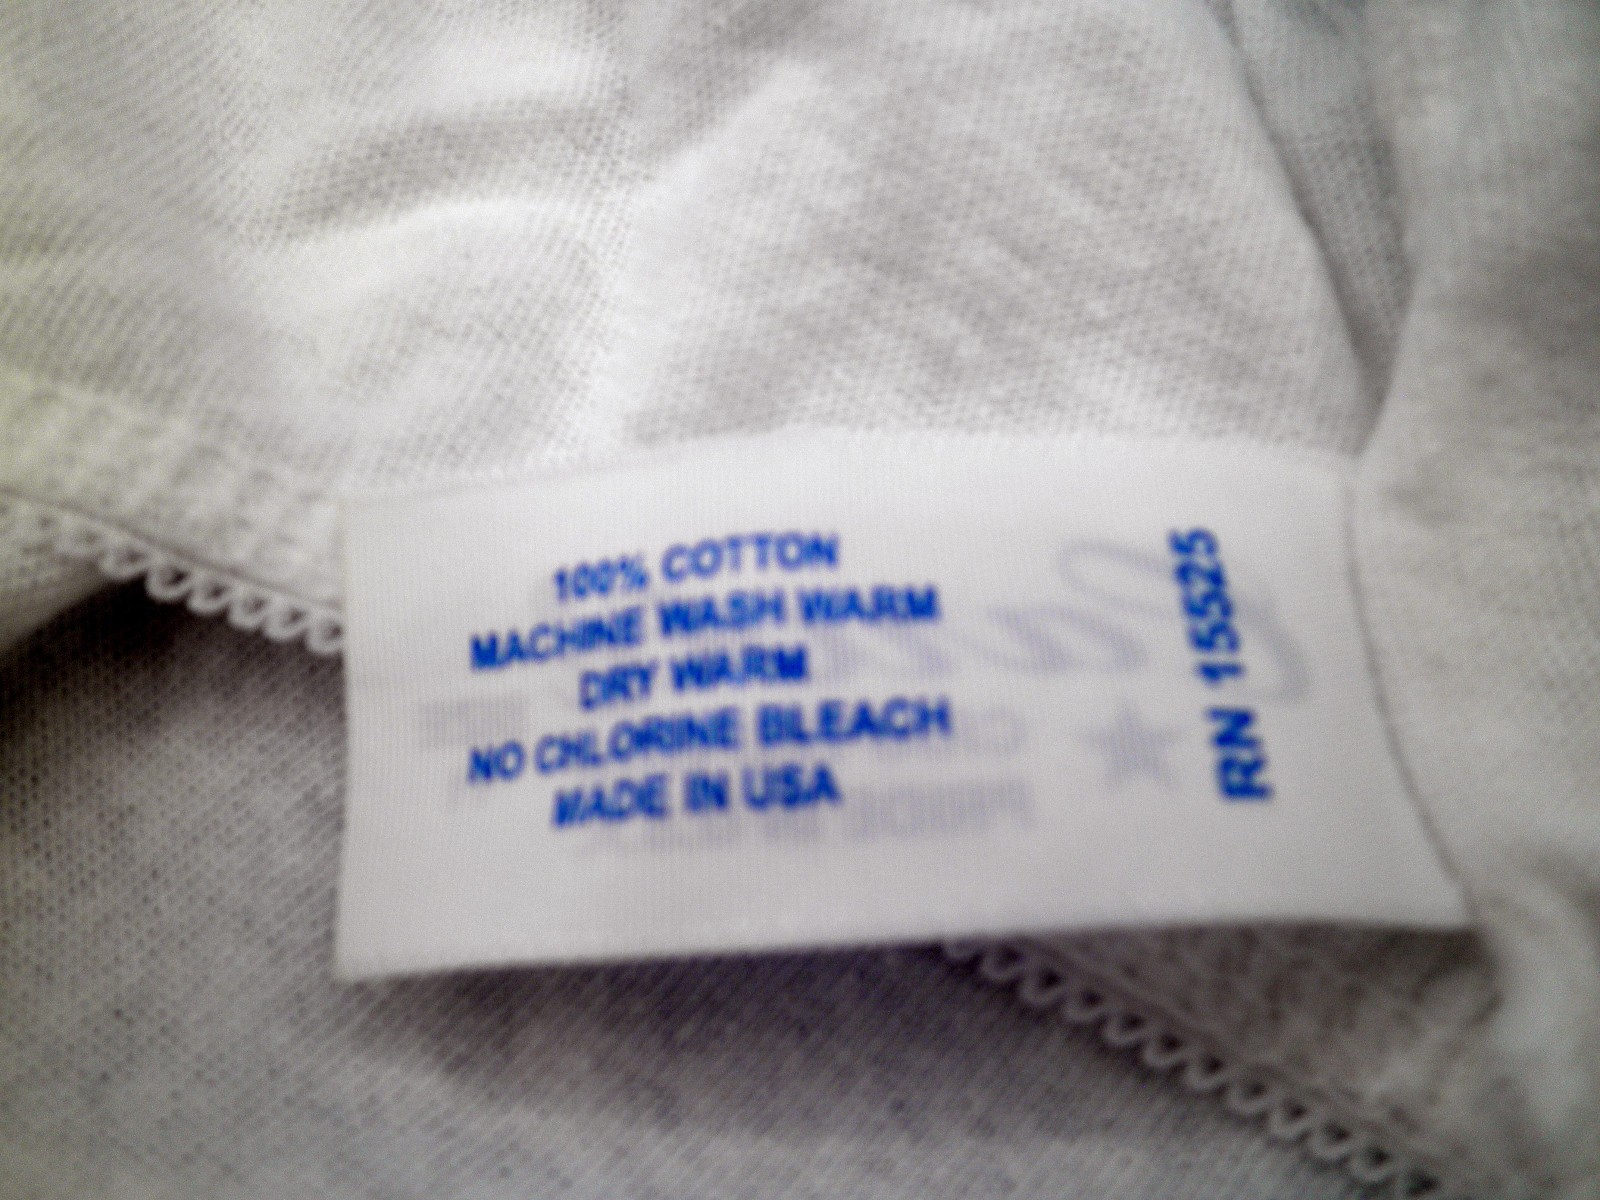 100% COTTON
MACHINE WASH WARM
DRY WARM
NO CHLORINE BLEACH
MADE IN USA
RN 15525